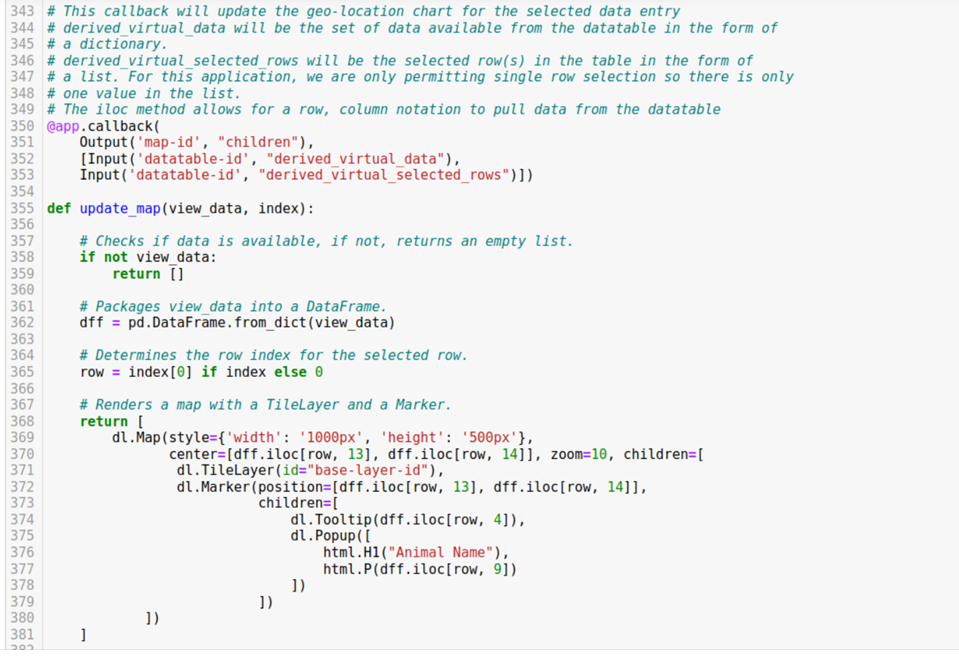 343 # This callback will update the geo-location chart for the selected data entry
344 # derived_virtual_data will be the set of data available from the datatable in the form of
345 # a dictionary.
346 # derived_virtual_selected_rows will be the selected row(s) in the table in the form of
347 # a list. For this application, we are only permitting single row selection so there is only
348 # one value in the list.
349 # The iloc method allows for a row, column notation to pull data from the datatable
350 @app.callback(
351     Output('map-id', "children"),
352     [Input('datatable-id', "derived_virtual_data"),
353     Input('datatable-id', "derived_virtual_selected_rows")])
354
355 def update_map(view_data, index):
356
357     # Checks if data is available, if not, returns an empty list.
358     if not view_data:
359         return []
360
361     # Packages view_data into a DataFrame.
362     dff = pd.DataFrame.from_dict(view_data)
363
364     # Determines the row index for the selected row.
365     row = index[0] if index else 0
366
367     # Renders a map with a TileLayer and a Marker.
368     return [
369         dl.Map(style={'width': '1000px', 'height': '500px'},
370                center=[dff.iloc[row, 13], dff.iloc[row, 14]], zoom=10, children=[
371                 dl.TileLayer(id="base-layer-id"),
372                 dl.Marker(position=[dff.iloc[row, 13], dff.iloc[row, 14]],
373                           children=[
374                               dl.Tooltip(dff.iloc[row, 4]),
375                               dl.Popup([
376                                   html.H1("Animal Name"),
377                                   html.P(dff.iloc[row, 9])
378                               ])
379                           ])
380             ])
381     ]